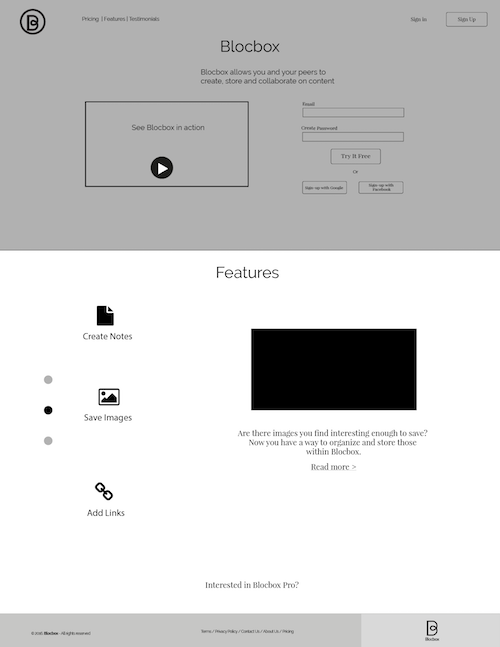 Pricing | Features | Testimonials
Sign in
Sign Up
Blocbox
Blocbox allows you and your peers to
create, store and collaborate on content
See Blocbox in action
Email
Create Password
Try It Free
Or
Sign up with Google
Sign up with
Facebook
Features
Create Notes
Save Images
Add Links
Are there images you find interesting enough to save?
Now you have a way to organize and store those
within Blocbox.
Read more >
Interested in Blocbox Pro?
Blocbox - All rights reserved
Terms / Privacy Policy / Contact Us / About Us / Pricing
Blocbox